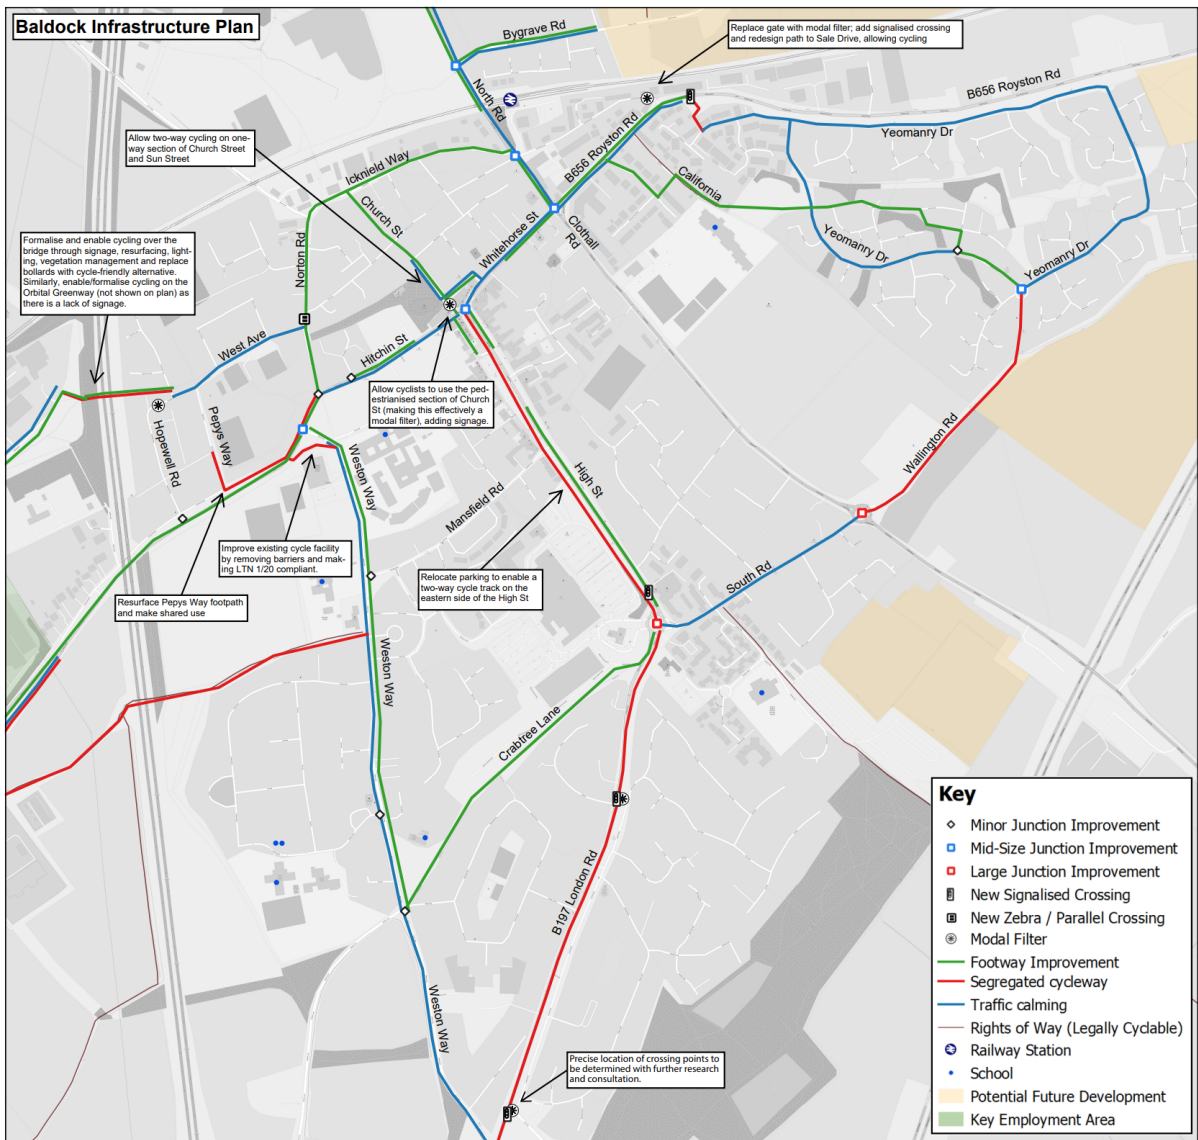 Baldock Infrastructure Plan
Bygrave Rd
Replace gate with modal filter; add signalised crossing
and redesign path to Sale Drive, allowing cycling
North Rd
B656 Royston Rd
B656 Royston Rd
Yeomanry Dr
Allow two-way cycling on one-
way section of Church Street
and Sun Street
Icknield Way
California
Church St
Whitehorse St
Clothall
Rd
Yeomanry Dr
Yeomanry Dr
Formalise and enable cycling over the
bridge through signage, resurfacing, light-
ing, vegetation management and replace
bollards with cycle-friendly alternative.
Similarly, enable/formalise cycling on the
Orbital Greenway (not shown on plan) as
there is a lack of signage.
Norton Rd
West Ave
Hitchin St
Allow cyclists to use the ped-
estrianised section of Church
St (making this effectively a
modal filter), adding signage.
Pepys Way
Hopewell Rd
Weston Way
High St
Mansfield Rd
Wallington Rd
Improve existing cycle facility
by removing barriers and mak-
ing LTN 1/20 compliant.
Relocate parking to enable a
two-way cycle track on the
eastern side of the High St
South Rd
Resurface Pepys Way footpath
and make shared use
Weston Way
Crabtree Lane
B197 London Rd
Weston Way
Precise location of crossing points to
be determined with further research
and consultation.
Key
Minor Junction Improvement
Mid-Size Junction Improvement
Large Junction Improvement
New Signalised Crossing
New Zebra / Parallel Crossing
Modal Filter
Footway Improvement
Segregated cycleway
Traffic calming
Rights of Way (Legally Cyclable)
Railway Station
School
Potential Future Development
Key Employment Area